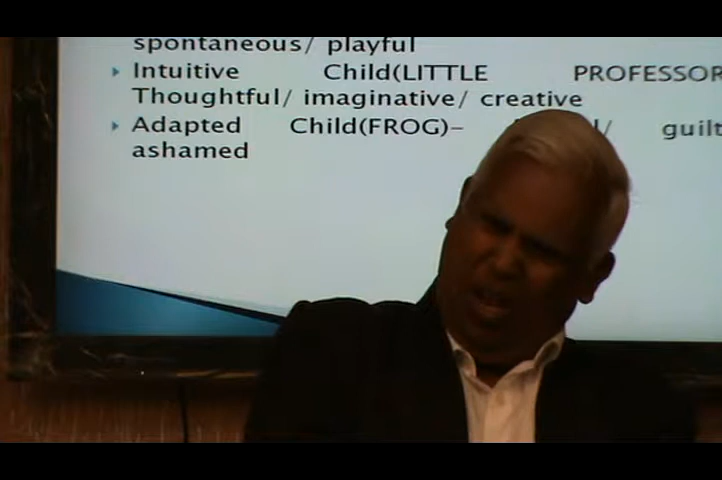 spontaneous/ playful
Intuitive Child(LITTLE PROFESSOR
Thoughtful/ imaginative/ creative
Adapted Child(FROG)– / guilt
ashamed